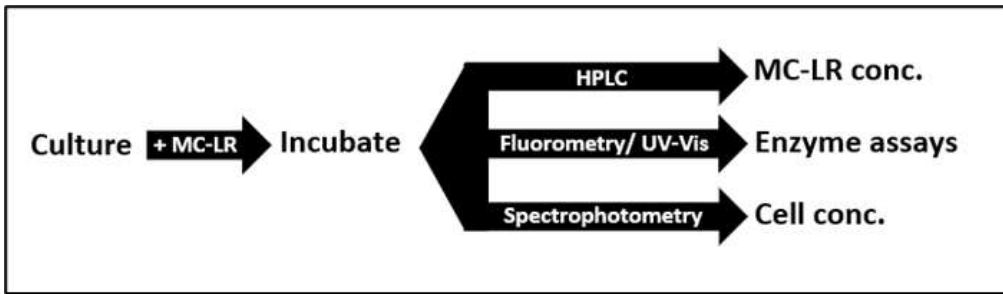 Culture
+ MC-LR
Incubate
HPLC
MC-LR conc.
Fluorometry/ UV-Vis
Enzyme assays
Spectrophotometry
Cell conc.